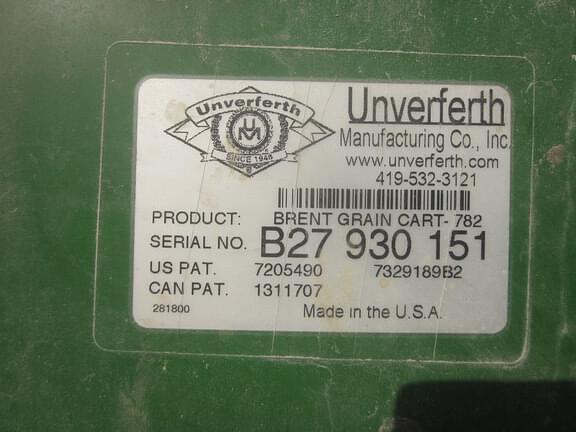 Unverferth
UM
SINCE 1948
Unverferth
Manufacturing Co., Inc.
www.unverferth.com
419-532-3121
PRODUCT: BRENT GRAIN CART- 782
SERIAL NO. B27 930 151
US PAT. 7205490 7329189B2
CAN PAT. 1311707
281800 Made in the U.S.A.